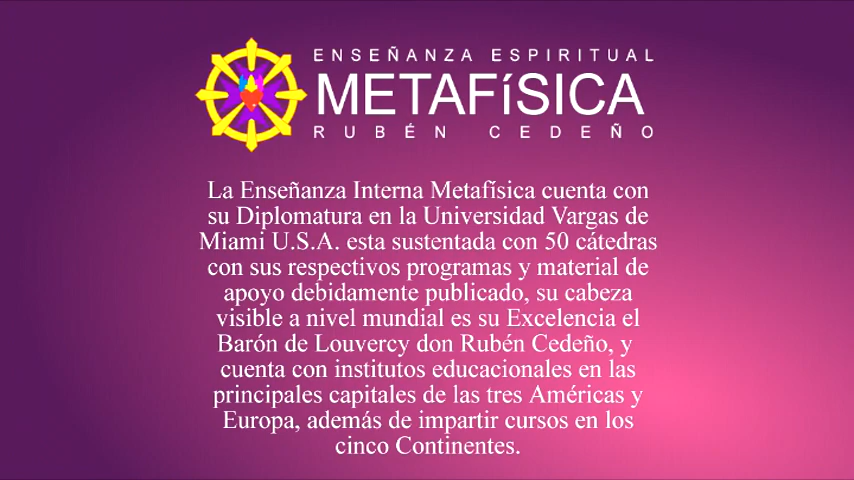 ENSEÑANZA ESPIRITUAL
METAFíSICA
RUBÉN CEDEÑO
La Enseñanza Interna Metafísica cuenta con
su Diplomatura en la Universidad Vargas de
Miami U.S.A. esta sustentada con 50 cátedras
con sus respectivos programas y material de
apoyo debidamente publicado, su cabeza
visible a nivel mundial es su Excelencia el
Barón de Louvercy don Rubén Cedeño, y
cuenta con institutos educacionales en las
principales capitales de las tres Américas y
Europa, además de impartir cursos en los
cinco Continentes.